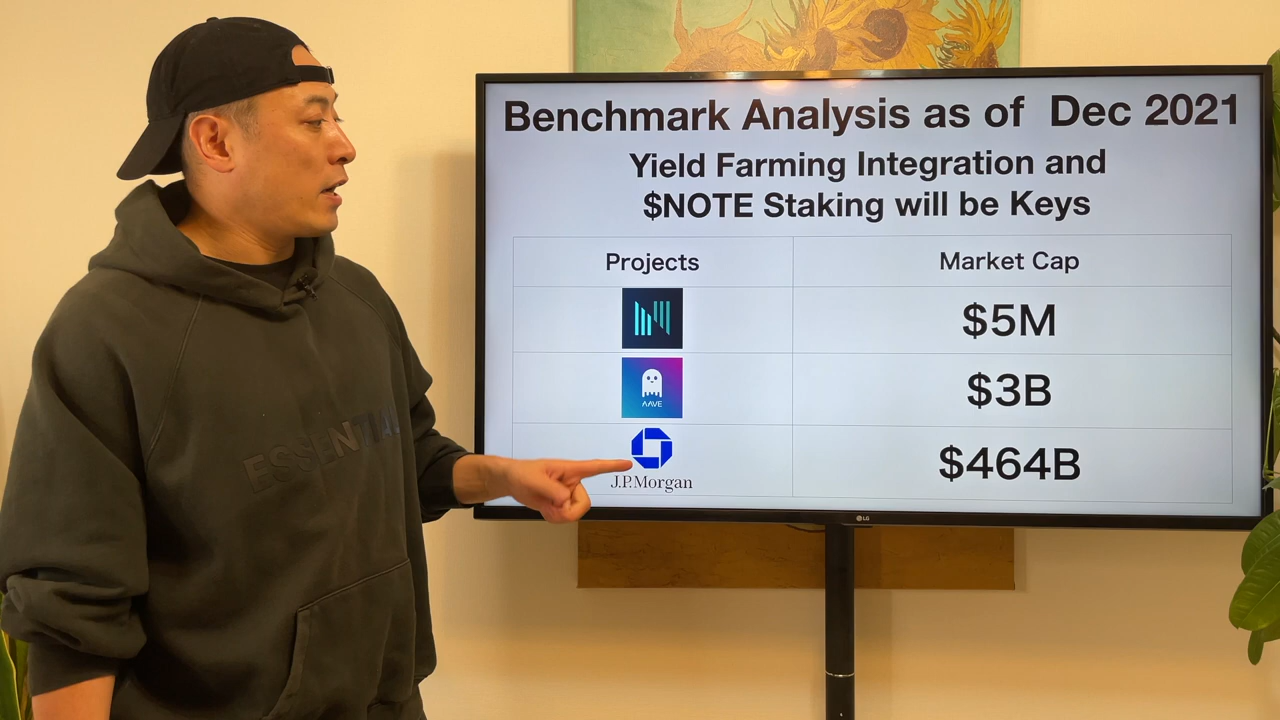 Benchmark Analysis as of Dec 2021
Yield Farming Integration and
$NOTE Staking will be Keys
Projects Market Cap
$5M
AAVE $3B
J.P.Morgan $464B
ESSENTIAL
LG